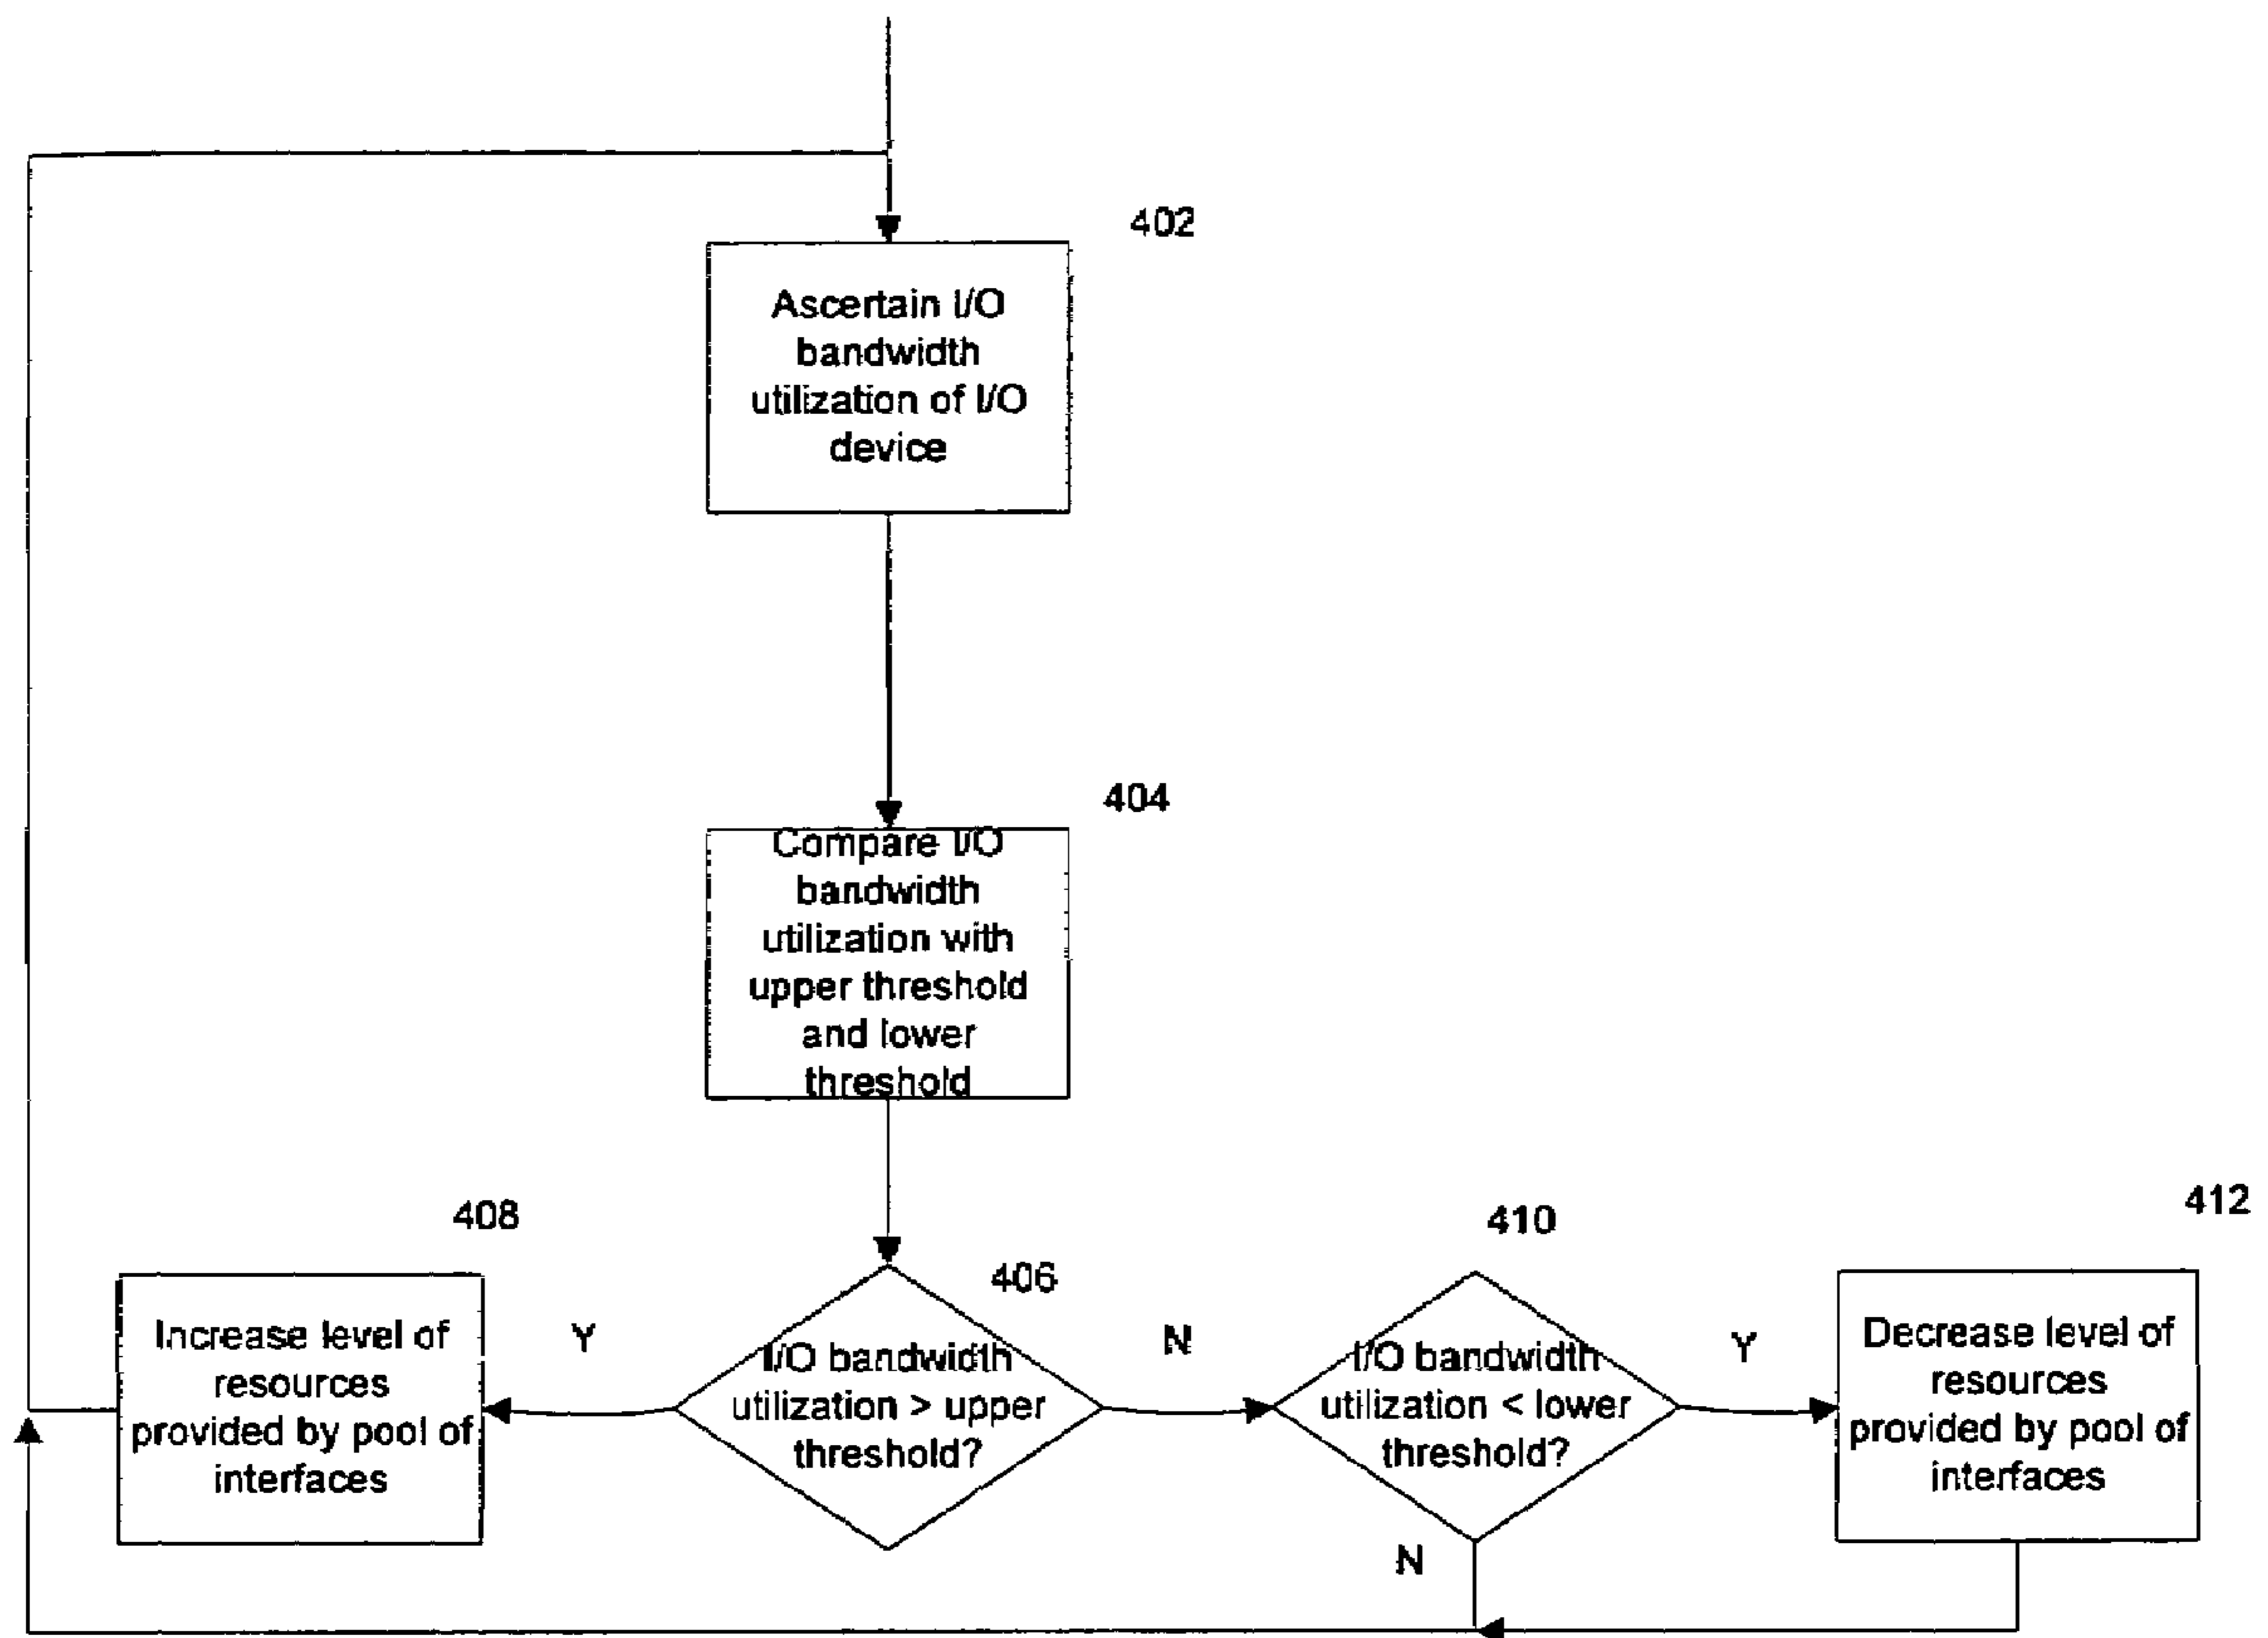 402
Ascertain I/O
bandwidth
utilization of I/O
device
404
Compare I/O
bandwidth
utilization with
upper threshold
and lower
threshold
408
Increase level of
resources
provided by pool of
interfaces
Y
406
I/O bandwidth
utilization > upper
threshold?
N
410
I/O bandwidth
utilization < lower
threshold?
N
Y
412
Decrease level of
resources
provided by pool of
interfaces